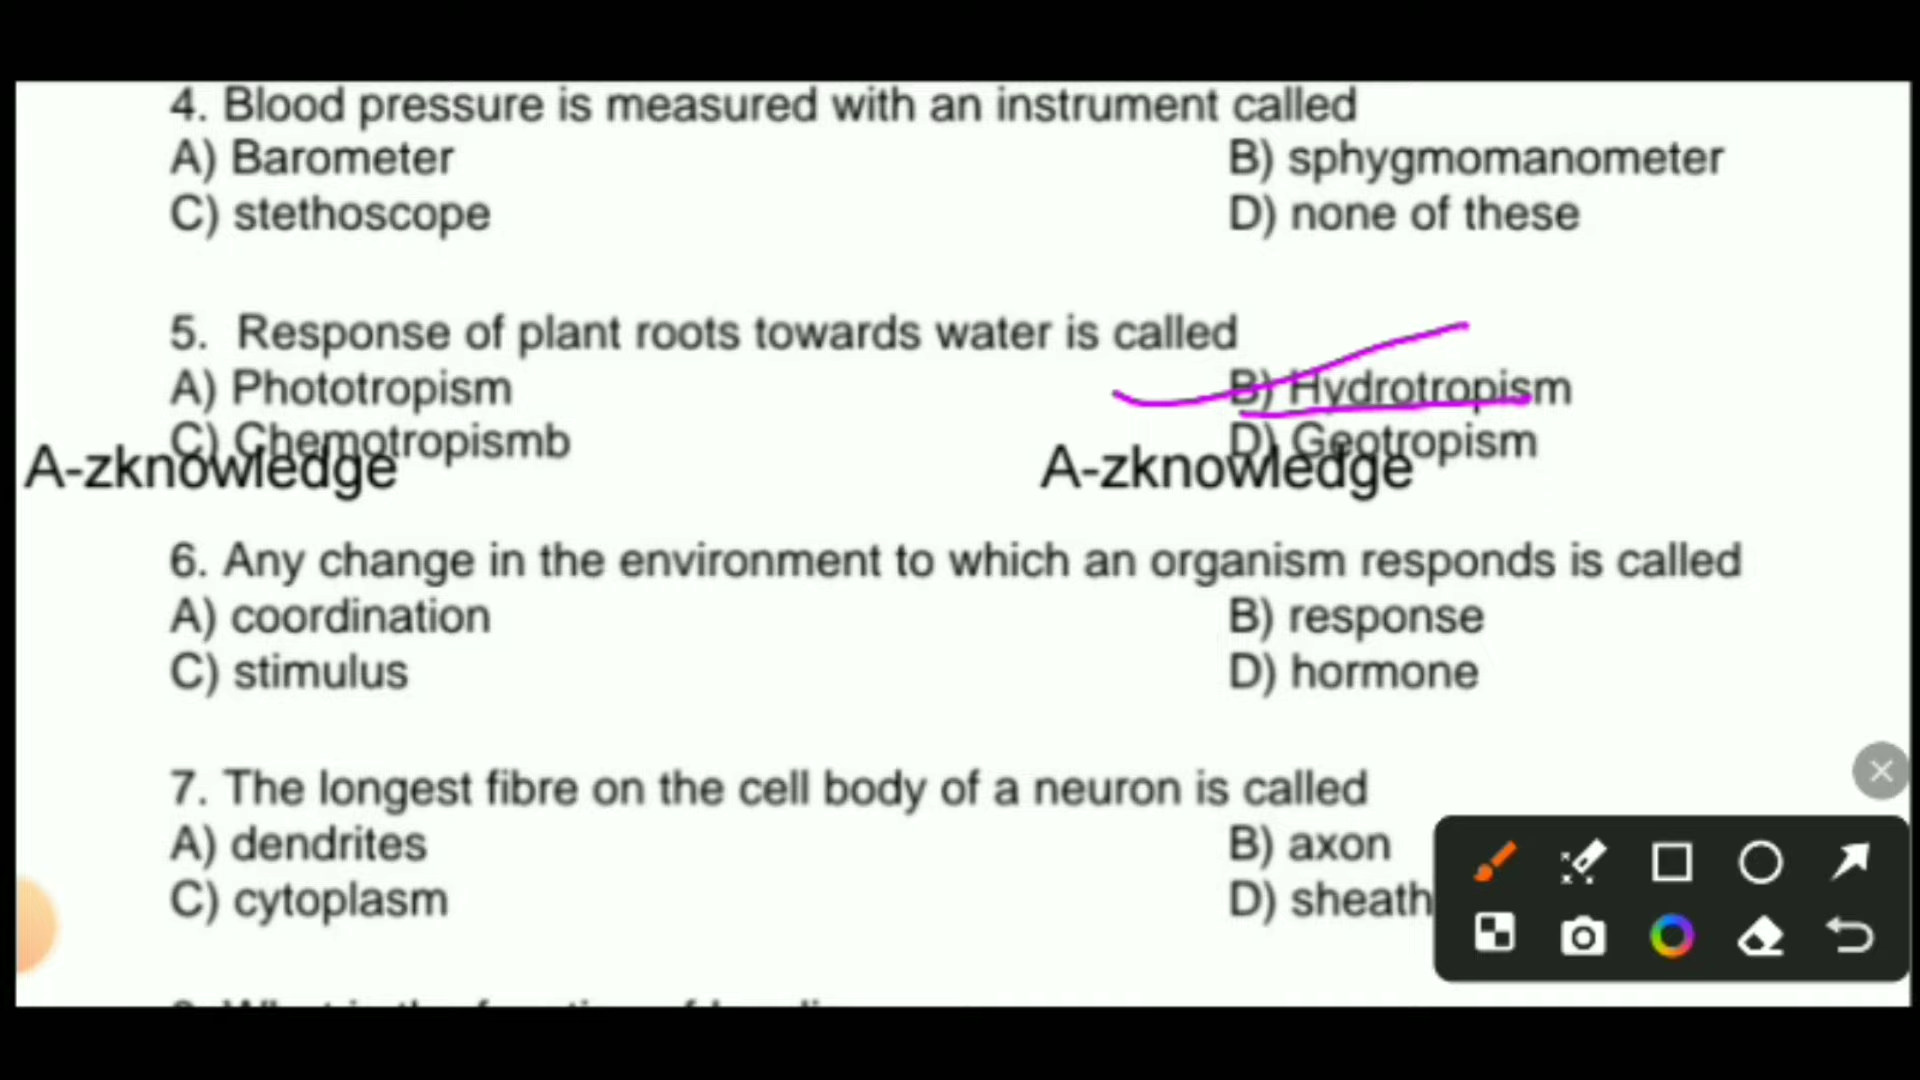 4. Blood pressure is measured with an instrument called
A) Barometer B) sphygmomanometer
C) stethoscope D) none of these
5. Response of plant roots towards water is called
A) Phototropism B) Hydrotropism
C) Chemotropismb D) Geotropism
A-zknowledge A-zknowledge
6. Any change in the environment to which an organism responds is called
A) coordination B) response
C) stimulus D) hormone
7. The longest fibre on the cell body of a neuron is called
A) dendrites B) axon
C) cytoplasm D) sheath